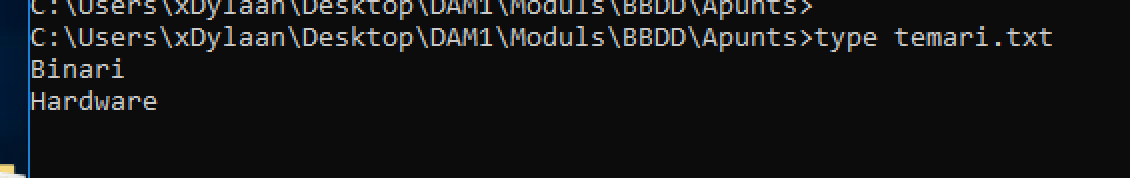 C:\Users\xDylaan\Desktop\DAM1\Moduls\BBDD\Apunts>
C:\Users\xDylaan\Desktop\DAM1\Moduls\BBDD\Apunts>type temari.txt
Binari
Hardware